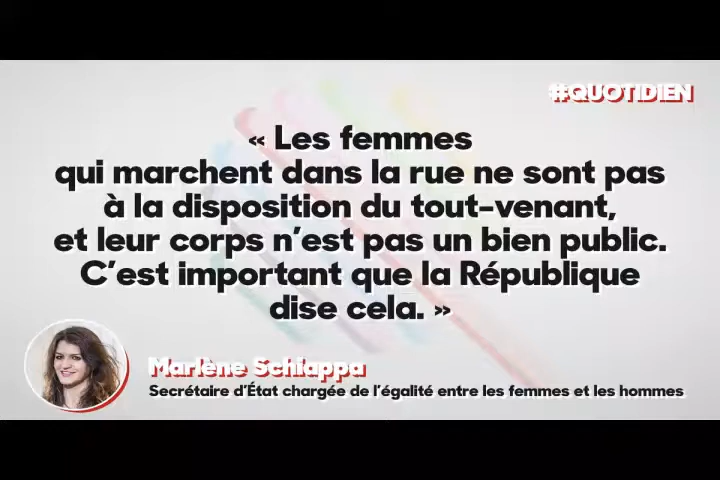 #QUOTIDIEN
« Les femmes
qui marchent dans la rue ne sont pas
à la disposition du tout-venant,
et leur corps n’est pas un bien public.
C’est important que la République
dise cela. »
Marlène Schiappa
Secrétaire d’État chargée de l’égalité entre les femmes et les hommes